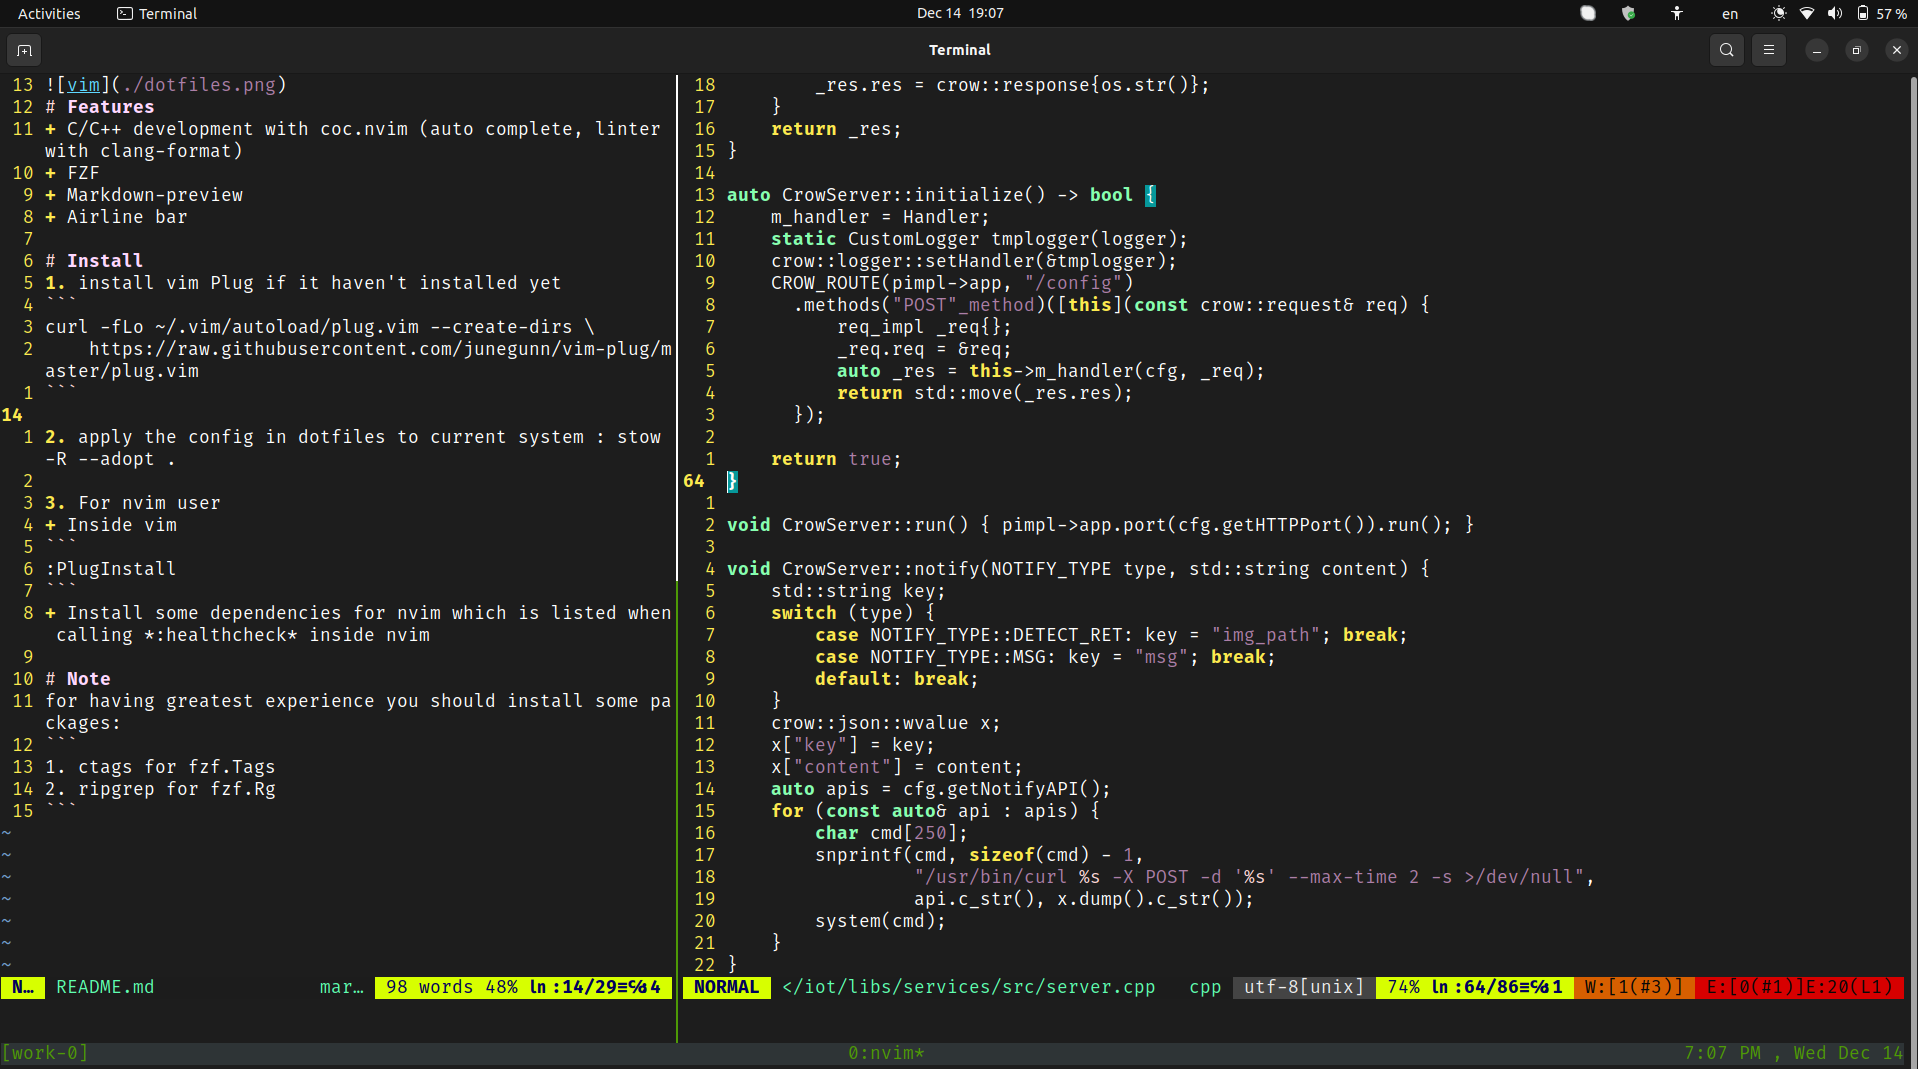 Activities Terminal Dec 14 19:07 en 57 %
Terminal
13 ![vim](./dotfiles.png)
12 # Features
11 + C/C++ development with coc.nvim (auto complete, linter
with clang-format)
10 + FZF
9 + Markdown-preview
8 + Airline bar
7
6 # Install
5 1. install vim Plug if it haven't installed yet
4 ```
3 curl -fLo ~/.vim/autoload/plug.vim --create-dirs \
2     https://raw.githubusercontent.com/junegunn/vim-plug/m
aster/plug.vim
1 ```
14
1 2. apply the config in dotfiles to current system : stow
-R --adopt .
2
3 3. For nvim user
4 + Inside vim
5 ```
6 :PlugInstall
7 ```
8 + Install some dependencies for nvim which is listed when
calling *:healthcheck* inside nvim
9
10 # Note
11 for having greatest experience you should install some pa
ckages:
12 ```
13 1. ctags for fzf.Tags
14 2. ripgrep for fzf.Rg
15 ```
~
~
~
~
~
~
~
N… README.md mar… 98 words 48% ln :14/29≡℅4
18         _res.res = crow::response{os.str()};
17     }
16     return _res;
15 }
14
13 auto CrowServer::initialize() -> bool {
12     m_handler = Handler;
11     static CustomLogger tmplogger(logger);
10     crow::logger::setHandler(&tmplogger);
9     CROW_ROUTE(pimpl->app, "/config")
8       .methods("POST"_method)([this](const crow::request& req) {
7           req_impl _req{};
6           _req.req = &req;
5           auto _res = this->m_handler(cfg, _req);
4           return std::move(_res.res);
3       });
2
1     return true;
64 }
1
2 void CrowServer::run() { pimpl->app.port(cfg.getHTTPPort()).run(); }
3
4 void CrowServer::notify(NOTIFY_TYPE type, std::string content) {
5     std::string key;
6     switch (type) {
7         case NOTIFY_TYPE::DETECT_RET: key = "img_path"; break;
8         case NOTIFY_TYPE::MSG: key = "msg"; break;
9         default: break;
10     }
11     crow::json::wvalue x;
12     x["key"] = key;
13     x["content"] = content;
14     auto apis = cfg.getNotifyAPI();
15     for (const auto& api : apis) {
16         char cmd[250];
17         snprintf(cmd, sizeof(cmd) - 1,
18                  "/usr/bin/curl %s -X POST -d '%s' --max-time 2 -s >/dev/null",
19                  api.c_str(), x.dump().c_str());
20         system(cmd);
21     }
22 }
NORMAL </iot/libs/services/src/server.cpp cpp utf-8[unix] 74% ln :64/86≡℅1 W:[1(#3)] E:[0(#1)]E:20(L1)
[work-0] 0:nvim* 7:07 PM , Wed Dec 14